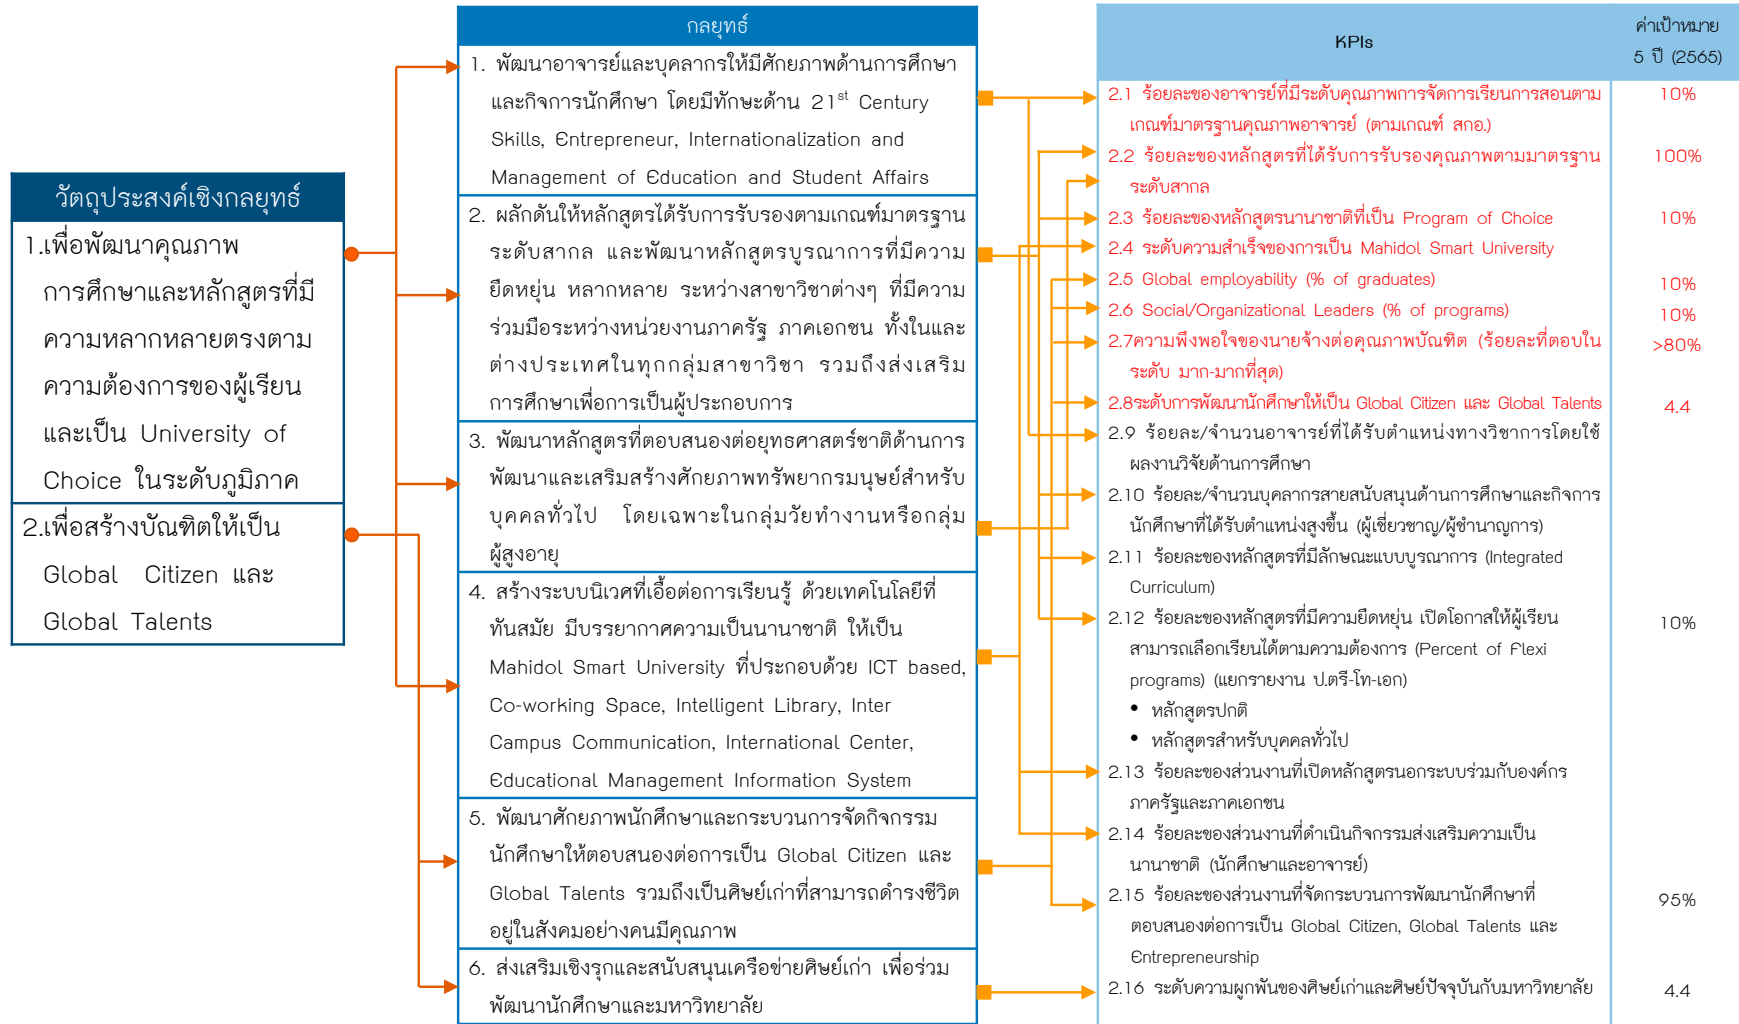 วัตถุประสงค์เชิงกลยุทธ์
1.เพื่อพัฒนาคุณภาพ
การศึกษาและหลักสูตรที่มี
ความหลากหลายตรงตาม
ความต้องการของผู้เรียน
และเป็น University of
Choice ในระดับภูมิภาค
2.เพื่อสร้างบัณฑิตให้เป็น
Global Citizen และ
Global Talents
กลยุทธ์
1. พัฒนาอาจารย์และบุคลากรให้มีศักยภาพด้านการศึกษา
และกิจการนักศึกษา โดยมีทักษะด้าน 21st Century
Skills, Entrepreneur, Internationalization and
Management of Education and Student Affairs
2. ผลักดันให้หลักสูตรได้รับการรับรองตามเกณฑ์มาตรฐาน
ระดับสากล และพัฒนาหลักสูตรบูรณาการที่มีความ
ยืดหยุ่น หลากหลาย ระหว่างสาขาวิชาต่างๆ ที่มีความ
ร่วมมือระหว่างหน่วยงานภาครัฐ ภาคเอกชน ทั้งในและ
ต่างประเทศในทุกกลุ่มสาขาวิชา รวมถึงส่งเสริม
การศึกษาเพื่อการเป็นผู้ประกอบการ
3. พัฒนาหลักสูตรที่ตอบสนองต่อยุทธศาสตร์ชาติด้านการ
พัฒนาและเสริมสร้างศักยภาพทรัพยากรมนุษย์สำหรับ
บุคคลทั่วไป โดยเฉพาะในกลุ่มวัยทำงานหรือกลุ่ม
ผู้สูงอายุ
4. สร้างระบบนิเวศที่เอื้อต่อการเรียนรู้ ด้วยเทคโนโลยีที่
ทันสมัย มีบรรยากาศความเป็นนานาชาติ ให้เป็น
Mahidol Smart University ที่ประกอบด้วย ICT based,
Co-working Space, Intelligent Library, Inter
Campus Communication, International Center,
Educational Management Information System
5. พัฒนาศักยภาพนักศึกษาและกระบวนการจัดกิจกรรม
นักศึกษาให้ตอบสนองต่อการเป็น Global Citizen และ
Global Talents รวมถึงเป็นศิษย์เก่าที่สามารถดำรงชีวิต
อยู่ในสังคมอย่างคนมีคุณภาพ
6. ส่งเสริมเชิงรุกและสนับสนุนเครือข่ายศิษย์เก่า เพื่อร่วม
พัฒนานักศึกษาและมหาวิทยาลัย
KPIs
ค่าเป้าหมาย
5 ปี (2565)
2.1 ร้อยละของอาจารย์ที่มีระดับคุณภาพการจัดการเรียนการสอนตาม 10%
เกณฑ์มาตรฐานคุณภาพอาจารย์ (ตามเกณฑ์ สกอ.)
2.2 ร้อยละของหลักสูตรที่ได้รับการรับรองคุณภาพตามมาตรฐาน 100%
ระดับสากล
2.3 ร้อยละของหลักสูตรนานาชาติที่เป็น Program of Choice 10%
2.4 ระดับความสำเร็จของการเป็น Mahidol Smart University
2.5 Global employability (% of graduates) 10%
2.6 Social/Organizational Leaders (% of programs) 10%
2.7ความพึงพอใจของนายจ้างต่อคุณภาพบัณฑิต (ร้อยละที่ตอบใน >80%
ระดับ มาก-มากที่สุด)
2.8ระดับการพัฒนานักศึกษาให้เป็น Global Citizen และ Global Talents 4.4
2.9 ร้อยละ/จำนวนอาจารย์ที่ได้รับตำแหน่งทางวิชาการโดยใช้
ผลงานวิจัยด้านการศึกษา
2.10 ร้อยละ/จำนวนบุคลากรสายสนับสนุนด้านการศึกษาและกิจการ
นักศึกษาที่ได้รับตำแหน่งสูงขึ้น (ผู้เชี่ยวชาญ/ผู้ชำนาญการ)
2.11 ร้อยละของหลักสูตรที่มีลักษณะแบบบูรณาการ (Integrated
Curriculum)
2.12 ร้อยละของหลักสูตรที่มีความยืดหยุ่น เปิดโอกาสให้ผู้เรียน 10%
สามารถเลือกเรียนได้ตามความต้องการ (Percent of Flexi
programs) (แยกรายงาน ป.ตรี-โท-เอก)
• หลักสูตรปกติ
• หลักสูตรสำหรับบุคคลทั่วไป
2.13 ร้อยละของส่วนงานที่เปิดหลักสูตรนอกระบบร่วมกับองค์กร
ภาครัฐและภาคเอกชน
2.14 ร้อยละของส่วนงานที่ดำเนินกิจกรรมส่งเสริมความเป็น
นานาชาติ (นักศึกษาและอาจารย์)
2.15 ร้อยละของส่วนงานที่จัดกระบวนการพัฒนานักศึกษาที่ 95%
ตอบสนองต่อการเป็น Global Citizen, Global Talents และ
Entrepreneurship
2.16 ระดับความผูกพันของศิษย์เก่าและศิษย์ปัจจุบันกับมหาวิทยาลัย 4.4